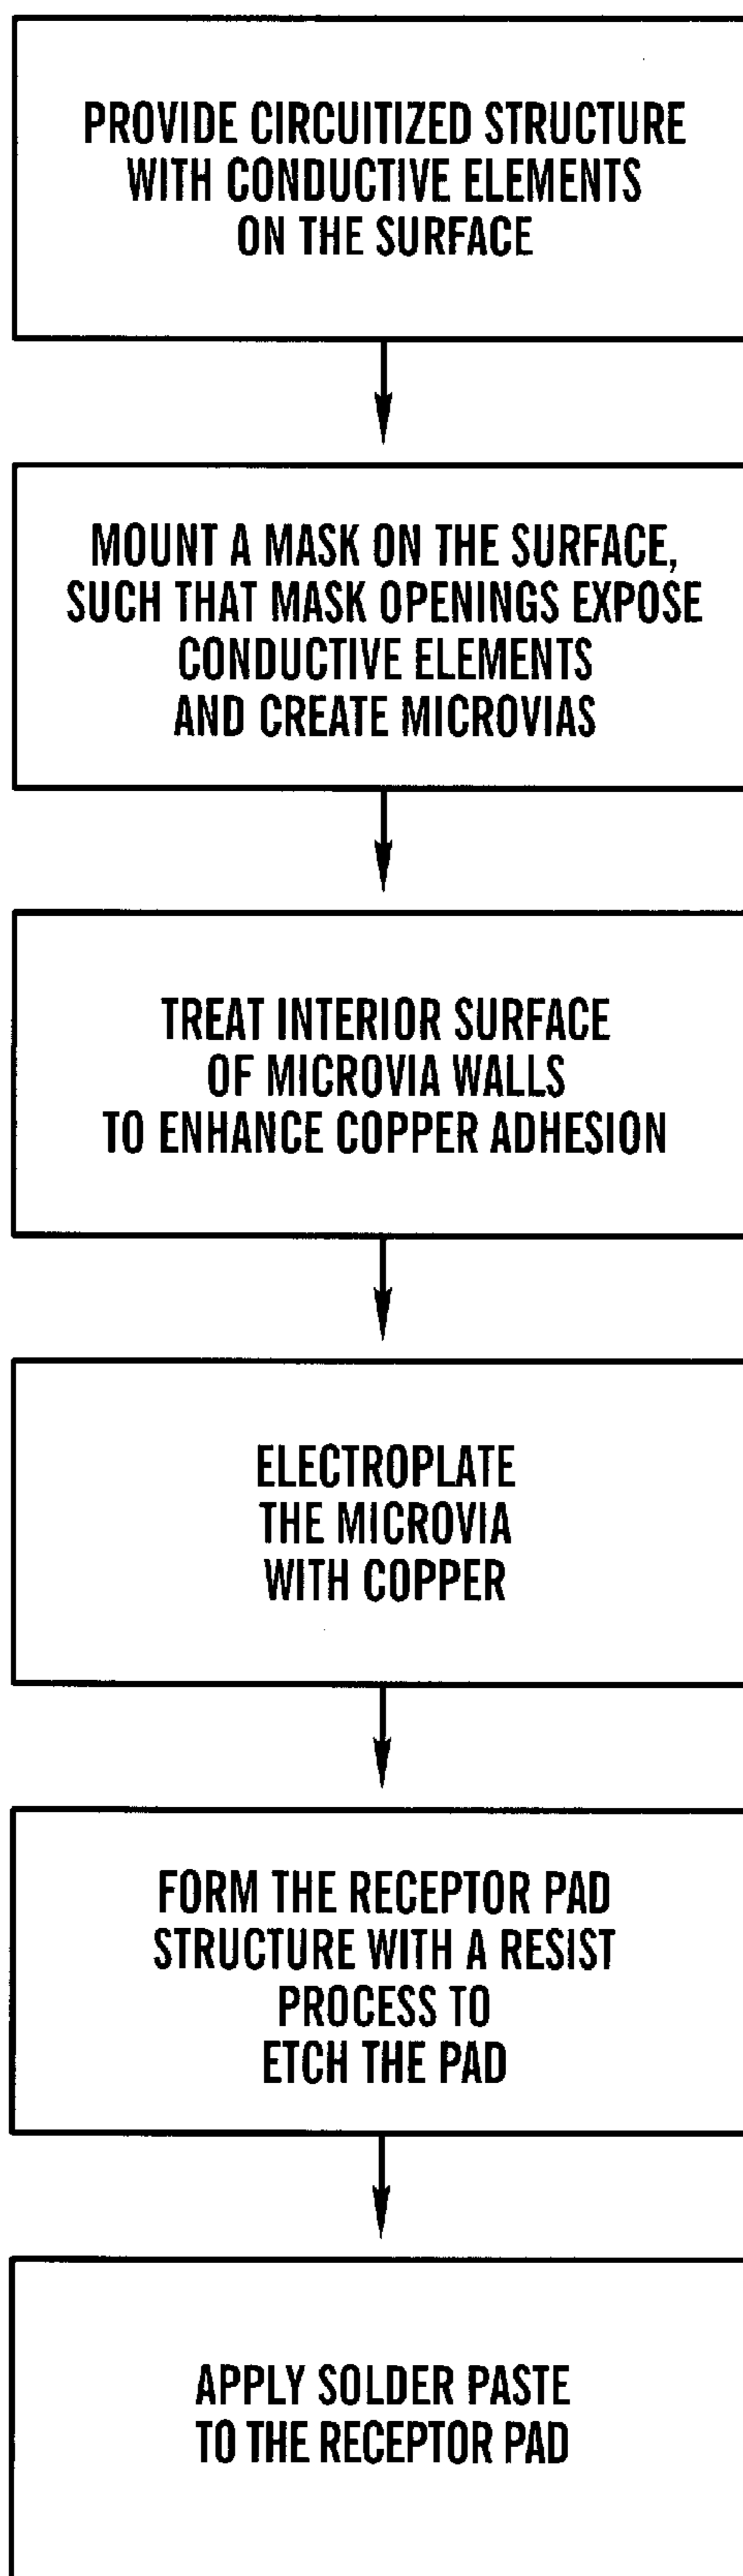 PROVIDE CIRCUITIZED STRUCTURE
WITH CONDUCTIVE ELEMENTS
ON THE SURFACE
MOUNT A MASK ON THE SURFACE,
SUCH THAT MASK OPENINGS EXPOSE
CONDUCTIVE ELEMENTS
AND CREATE MICROVIAS
TREAT INTERIOR SURFACE
OF MICROVIA WALLS
TO ENHANCE COPPER ADHESION
ELECTROPLATE
THE MICROVIA
WITH COPPER
FORM THE RECEPTOR PAD
STRUCTURE WITH A RESIST
PROCESS TO
ETCH THE PAD
APPLY SOLDER PASTE
TO THE RECEPTOR PAD